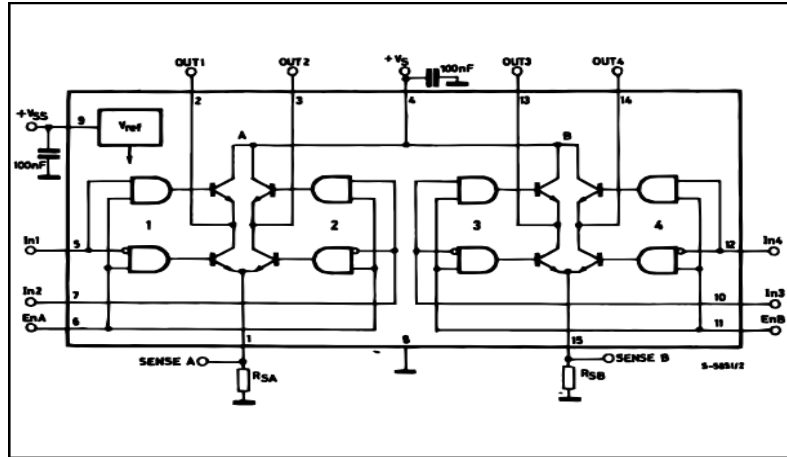 OUT1 OUT2 +Vs OUT3 OUT4
100nF
2 3 4 13 14
+Vss 9 Vref
A B
100nF
1 2 3 4
In1 5 12 In4
In2 7 10 In3
EnA 6 11 EnB
1 8 15
SENSE A SENSE B
RSA RSB